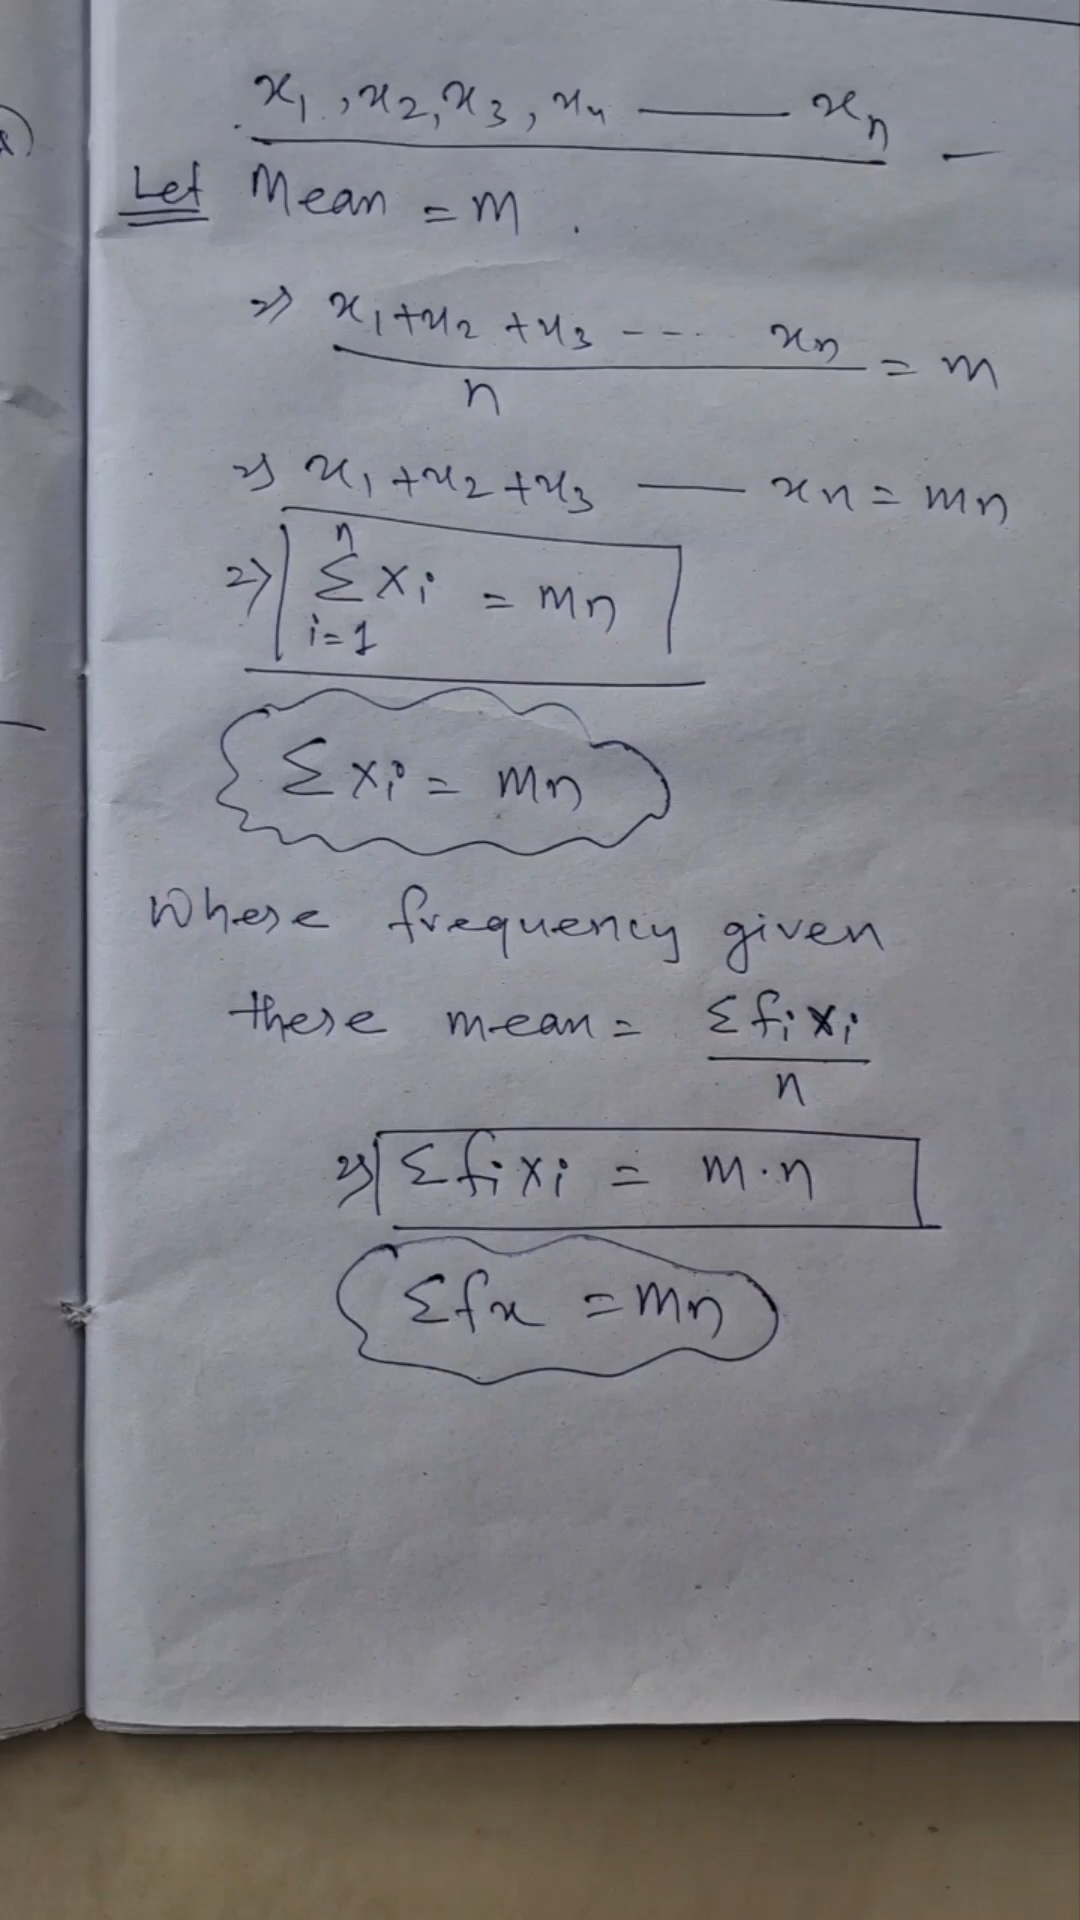 x₁, x₂, x₃, x₄ —— xₙ —
Let Mean = m.
⇒ x₁+x₂+x₃ ---- xₙ / n = m
⇒ x₁+x₂+x₃ —— xn = mn
⇒ n Σ i=1 xᵢ = mn
Σxᵢ = mn
Where frequency given
there mean = Σfᵢxᵢ / n
⇒ Σfᵢxᵢ = m·n
Σfx = mn